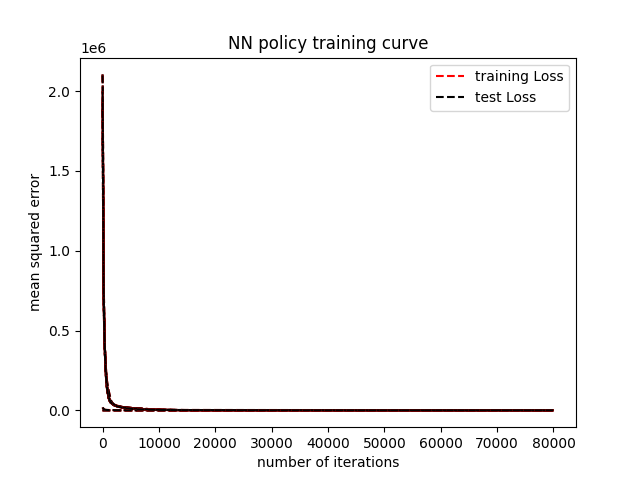 NN policy training curve
1e6
training Loss
test Loss
2.0
1.5
1.0
0.5
0.0
mean squared error
0 10000 20000 30000 40000 50000 60000 70000 80000
number of iterations